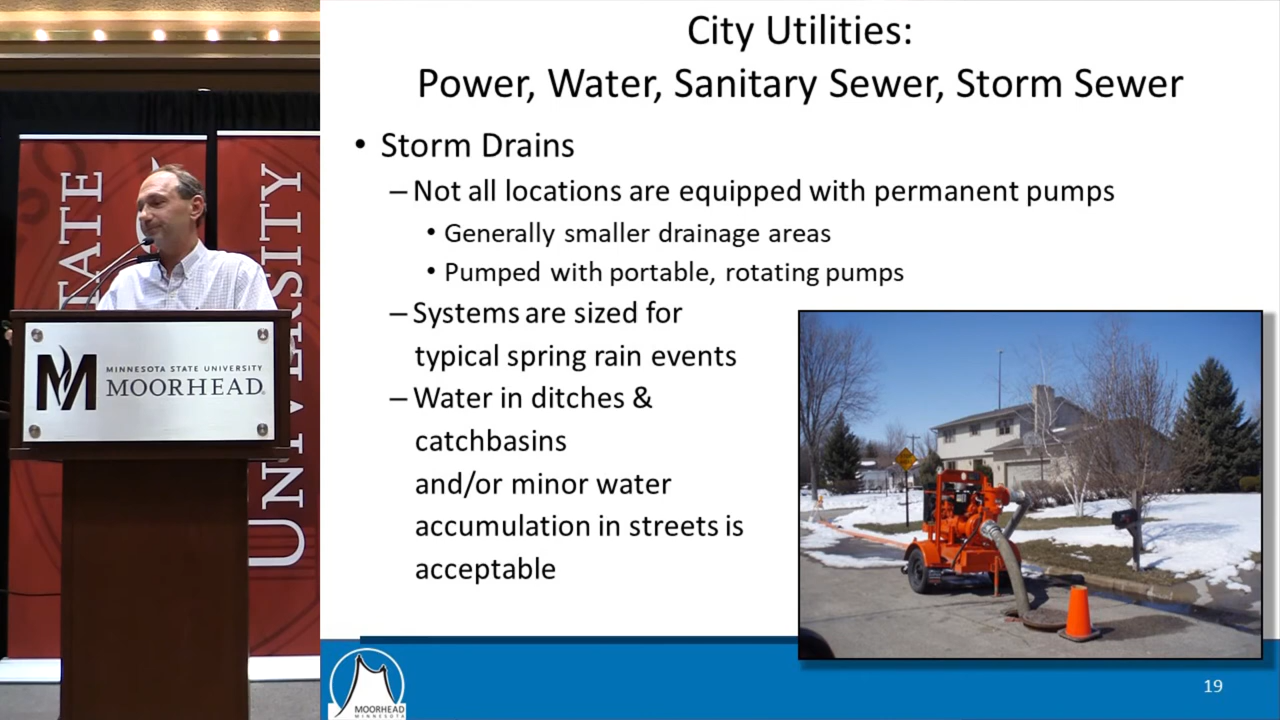 City Utilities:
Power, Water, Sanitary Sewer, Storm Sewer
• Storm Drains
– Not all locations are equipped with permanent pumps
• Generally smaller drainage areas
• Pumped with portable, rotating pumps
– Systems are sized for
typical spring rain events
– Water in ditches &
catchbasins
and/or minor water
accumulation in streets is
acceptable
STATE
UNIVERSITY
M MINNESOTA STATE UNIVERSITY
MOORHEAD
MOORHEAD
MINNESOTA
19